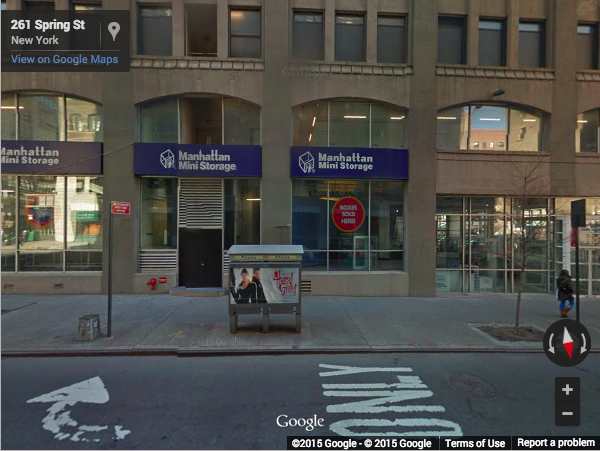 261 Spring St
New York
View on Google Maps
Manhattan
Mini Storage
Manhattan
Mini Storage
Manhattan
Mini Storage
BOXES
SOLD
HERE!
ONLY
Google
©2015 Google - © 2015 Google
Terms of Use
Report a problem